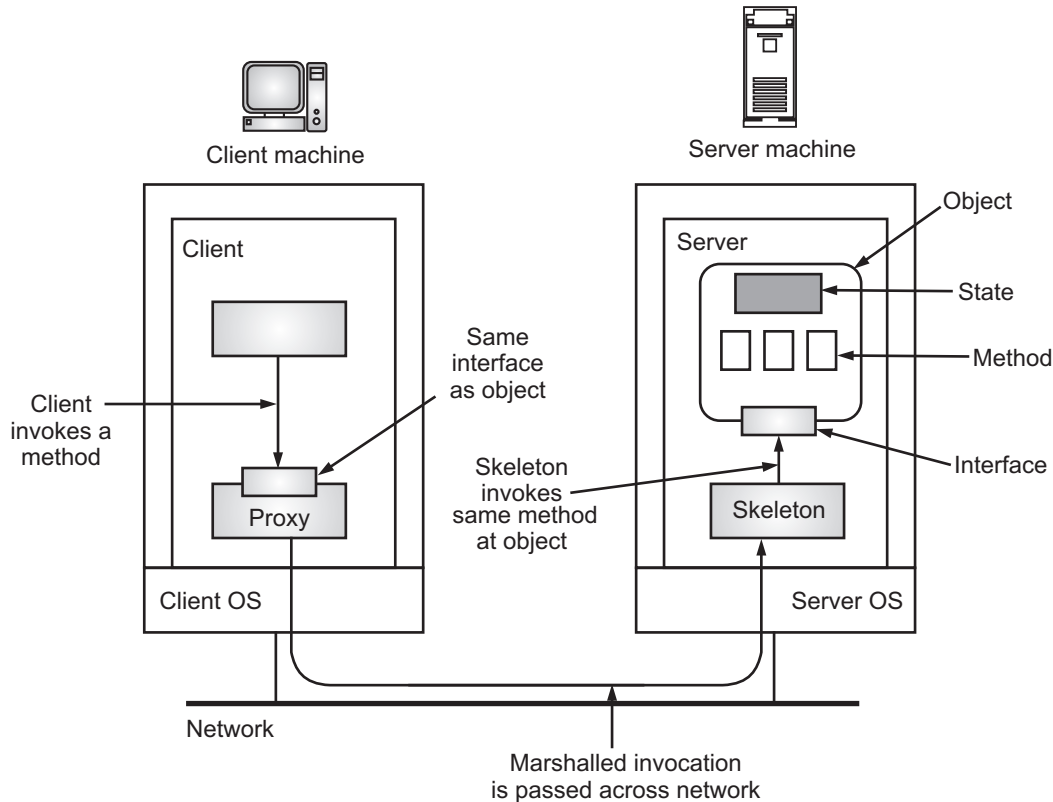 Client machine
Server machine
Object
Client
Server
State
Same
interface
as object
Method
Client
invokes a
method
Interface
Skeleton
invokes
same method
at object
Proxy
Skeleton
Client OS
Server OS
Network
Marshalled invocation
is passed across network